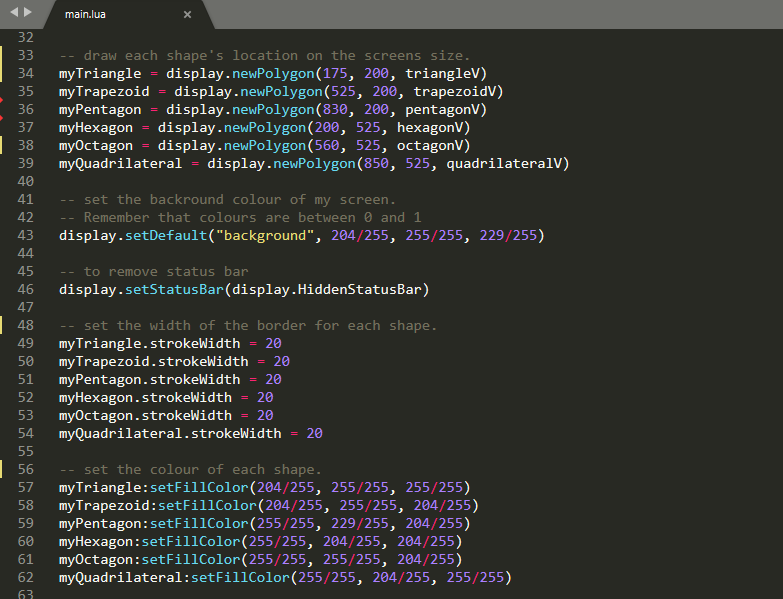 main.lua ×
32
33 -- draw each shape's location on the screens size.
34 myTriangle = display.newPolygon(175, 200, triangleV)
35 myTrapezoid = display.newPolygon(525, 200, trapezoidV)
36 myPentagon = display.newPolygon(830, 200, pentagonV)
37 myHexagon = display.newPolygon(200, 525, hexagonV)
38 myOctagon = display.newPolygon(560, 525, octagonV)
39 myQuadrilateral = display.newPolygon(850, 525, quadrilateralV)
40
41 -- set the backround colour of my screen.
42 -- Remember that colours are between 0 and 1
43 display.setDefault("background", 204/255, 255/255, 229/255)
44
45 -- to remove status bar
46 display.setStatusBar(display.HiddenStatusBar)
47
48 -- set the width of the border for each shape.
49 myTriangle.strokeWidth = 20
50 myTrapezoid.strokeWidth = 20
51 myPentagon.strokeWidth = 20
52 myHexagon.strokeWidth = 20
53 myOctagon.strokeWidth = 20
54 myQuadrilateral.strokeWidth = 20
55
56 -- set the colour of each shape.
57 myTriangle:setFillColor(204/255, 255/255, 255/255)
58 myTrapezoid:setFillColor(204/255, 255/255, 204/255)
59 myPentagon:setFillColor(255/255, 229/255, 204/255)
60 myHexagon:setFillColor(255/255, 204/255, 204/255)
61 myOctagon:setFillColor(255/255, 255/255, 204/255)
62 myQuadrilateral:setFillColor(255/255, 204/255, 255/255)
63